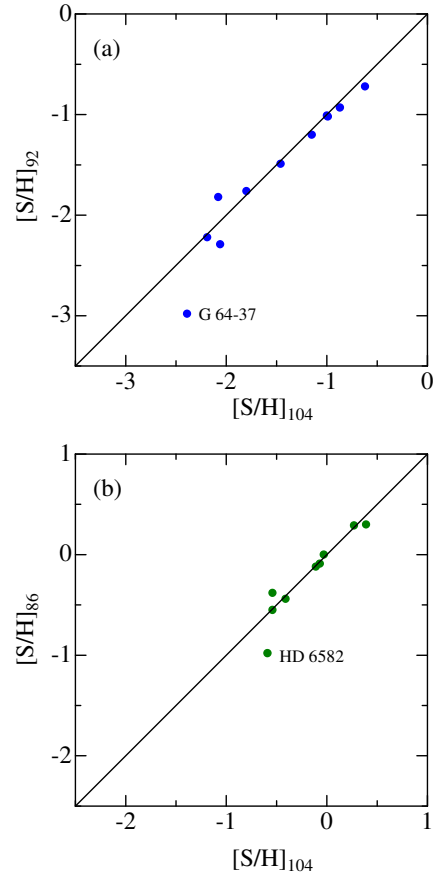 (a)
0
-1
-2
-3
[S/H]92
G 64-37
-3 -2 -1 0
[S/H]104
(b)
1
0
-1
-2
[S/H]86
HD 6582
-2 -1 0 1
[S/H]104